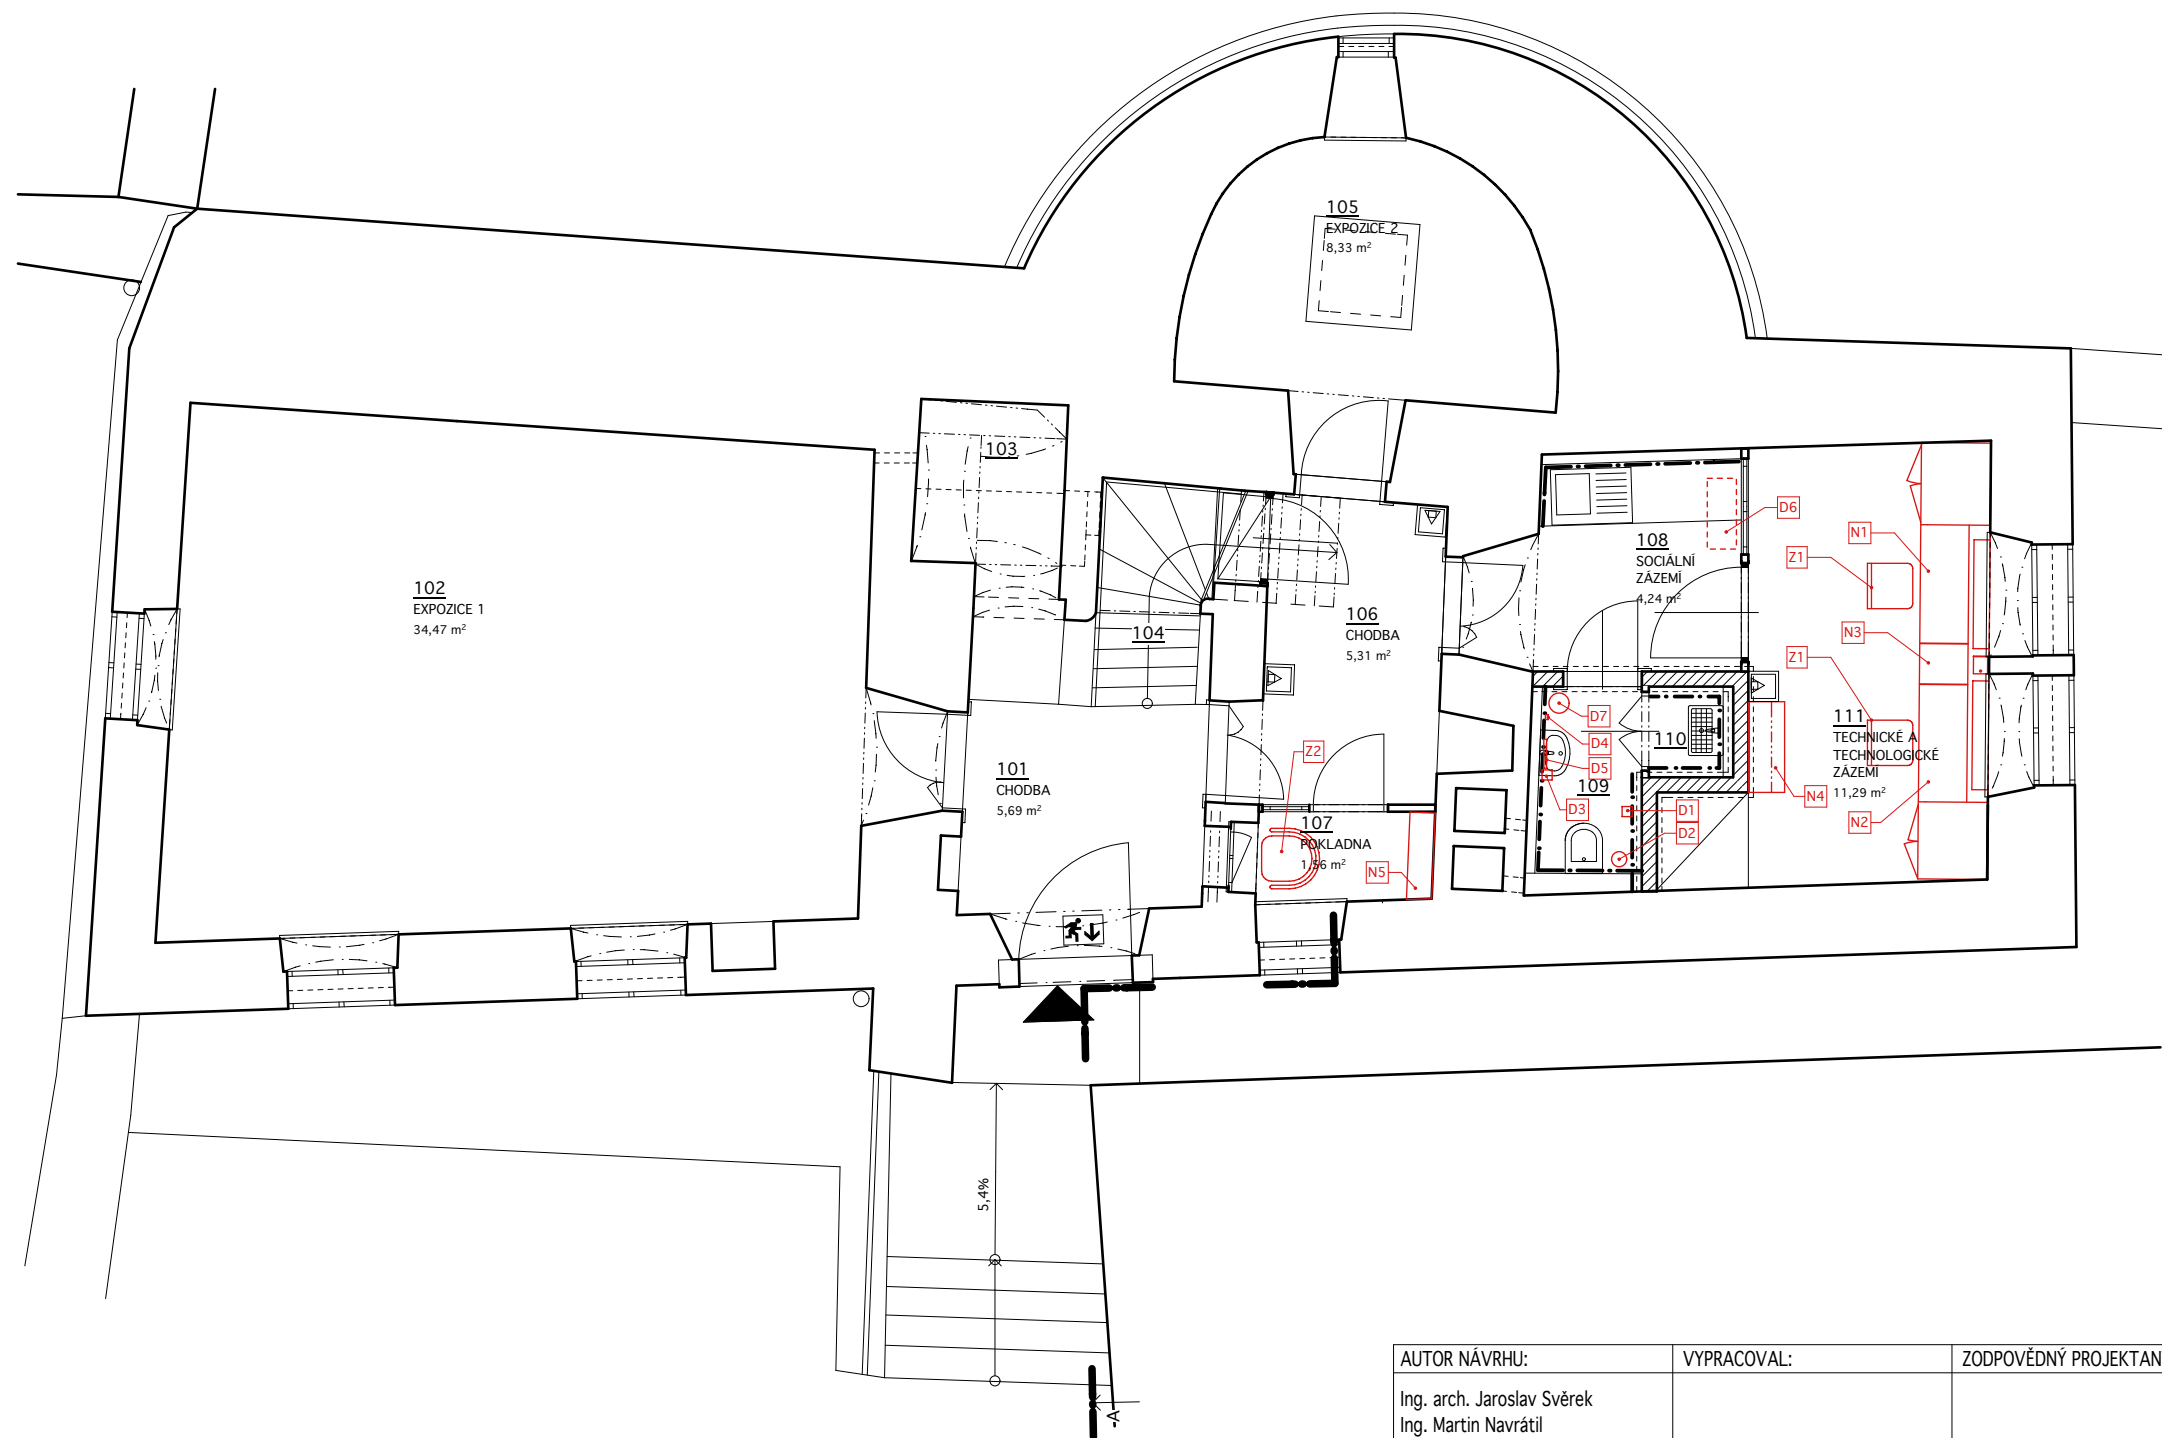 105
EXPOZICE 2
8,33 m²
103
102
EXPOZICE 1
34,47 m²
104
106
CHODBA
5,31 m²
108
SOCIÁLNÍ
ZÁZEMÍ
4,24 m²
D6
N1
Z1
N3
Z1
111
TECHNICKÉ A
TECHNOLOGICKÉ
ZÁZEMÍ
11,29 m²
N4
N2
D7
D4
D5
110
109
D3
D1
D2
101
CHODBA
5,69 m²
Z2
107
POKLADNA
1,56 m²
N5
5,4%
A
AUTOR NÁVRHU:
VYPRACOVAL:
ZODPOVĚDNÝ PROJEKTAN
Ing. arch. Jaroslav Svěrek
Ing. Martin Navrátil